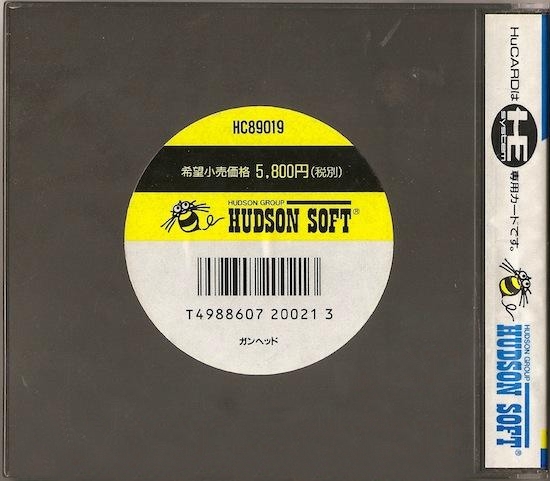 HC89019
希望小売価格 5,800円(税別)
HUDSON GROUP
HUDSON SOFT®
T4988607 20021 3
ガンヘッド
HuCARDは
HE
SYSTEM
専用カードです。
HUDSON GROUP
HUDSON SOFT®